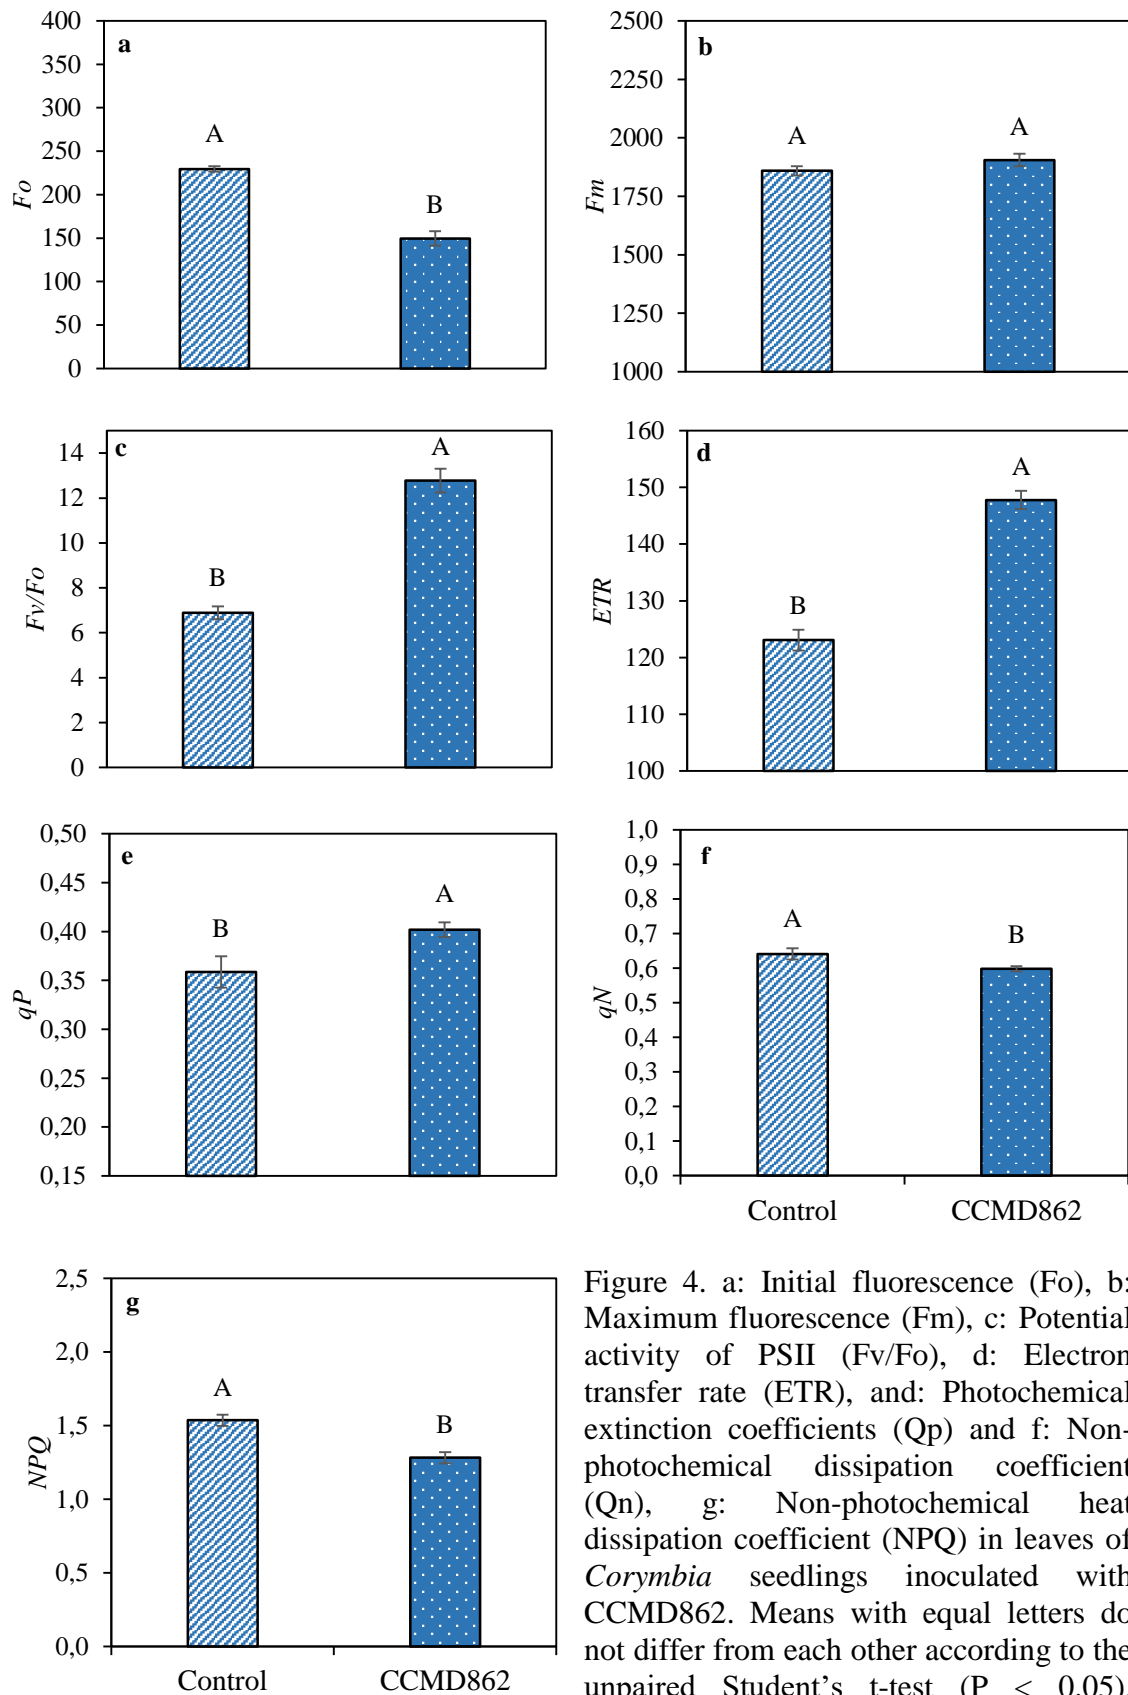 400
350
300
250
200
150
100
50
0
Fo
a
A
B
2500
2250
2000
1750
1500
1250
1000
Fm
b
A
A
14
12
10
8
6
4
2
0
Fv/Fo
c
B
A
160
150
140
130
120
110
100
ETR
d
B
A
0,50
0,45
0,40
0,35
0,30
0,25
0,20
0,15
qP
e
B
A
1,0
0,9
0,8
0,7
0,6
0,5
0,4
0,3
0,2
0,1
0,0
qN
f
A
B
Control CCMD862
2,5
2,0
1,5
1,0
0,5
0,0
NPQ
g
A
B
Control CCMD862
Figure 4. a: Initial fluorescence (Fo), b:
Maximum fluorescence (Fm), c: Potential
activity of PSII (Fv/Fo), d: Electron
transfer rate (ETR), and: Photochemical
extinction coefficients (Qp) and f: Non-
photochemical dissipation coefficient
(Qn), g: Non-photochemical heat
dissipation coefficient (NPQ) in leaves of
Corymbia seedlings inoculated with
CCMD862. Means with equal letters do
not differ from each other according to the
unpaired Student's t-test (P < 0.05).